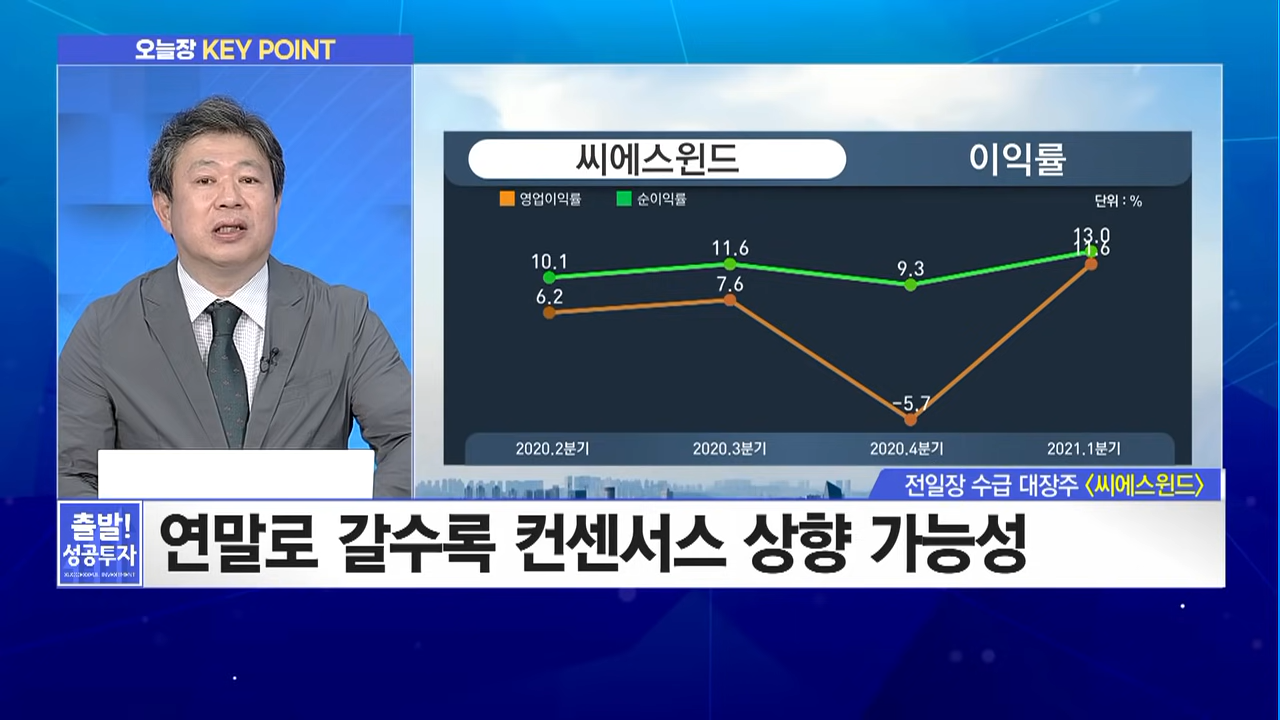 오늘장 KEY POINT
씨에스윈드
이익률
영업이익률
순이익률
단위 : %
10.1
11.6
9.3
13.0
11.6
6.2
7.6
-5.7
2020.2분기
2020.3분기
2020.4분기
2021.1분기
전일장 수급 대장주 〈씨에스윈드〉
출발!
성공투자
연말로 갈수록 컨센서스 상향 가능성